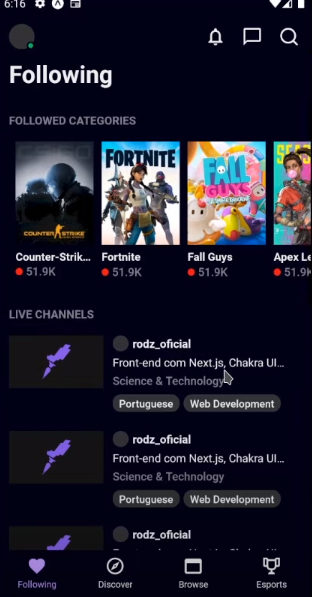 6:16
Following
FOLLOWED CATEGORIES
COUNTER STRIKE
FORTNITE
FALL GUYS
Counter-Strik...
Fortnite
Fall Guys
Apex Le
51.9K
51.9K
51.9K
51.9K
LIVE CHANNELS
rodz_oficial
Front-end com Next.js, Chakra UI...
Science & Technology
Portuguese
Web Development
rodz_oficial
Front-end com Next.js, Chakra UI...
Science & Technology
Portuguese
Web Development
rodz_oficial
Following
Discover
Browse
Esports